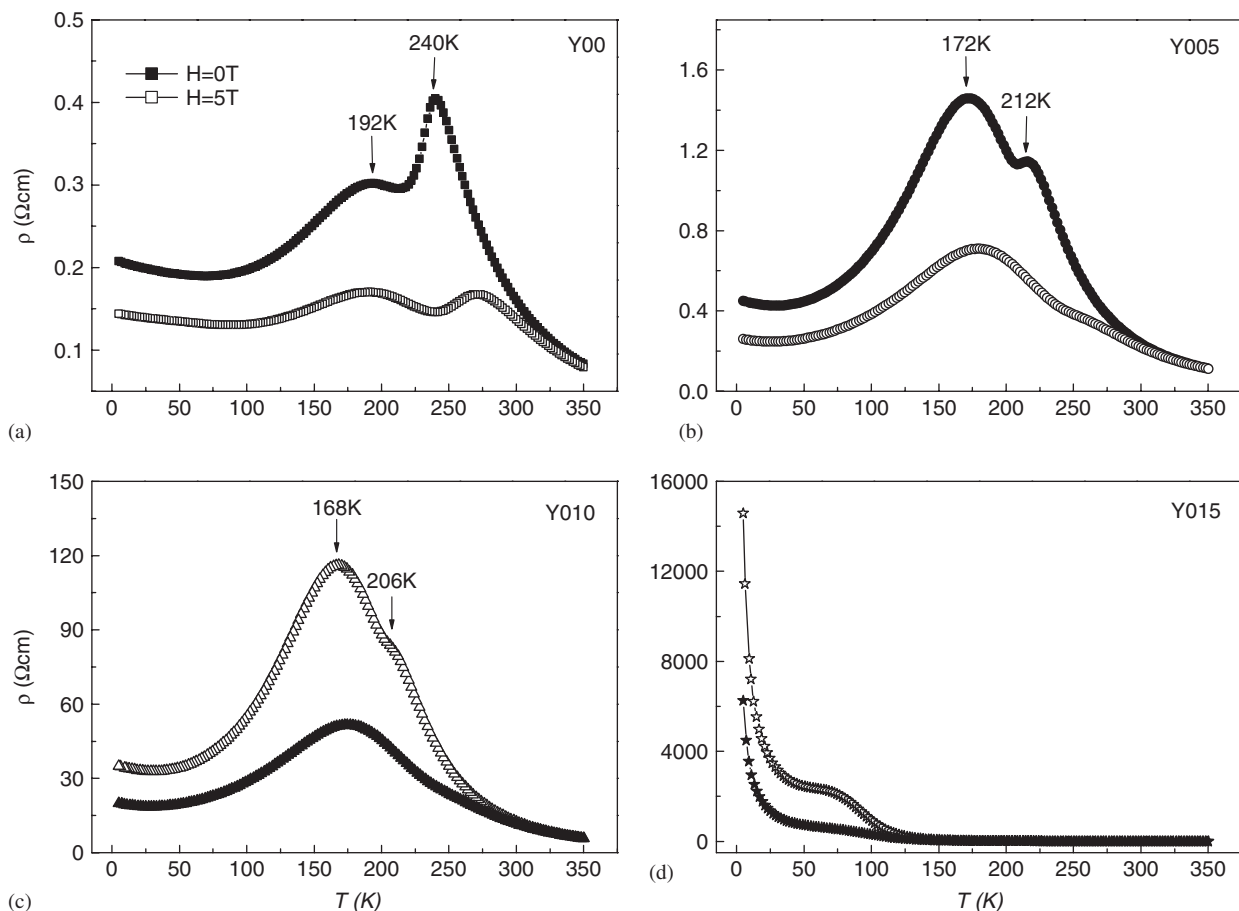 0.5
0.4
0.3
0.2
0.1
ρ (Ωcm)
H=0T
H=5T
192K
240K
Y00
0 50 100 150 200 250 300 350
(a)
1.6
1.2
0.8
0.4
0.0
172K
212K
Y005
0 50 100 150 200 250 300 350
(b)
150
120
90
60
30
0
ρ (Ωcm)
168K
206K
Y010
0 50 100 150 200 250 300 350
T (K)
(c)
16000
12000
8000
4000
0
Y015
0 50 100 150 200 250 300 350
T (K)
(d)